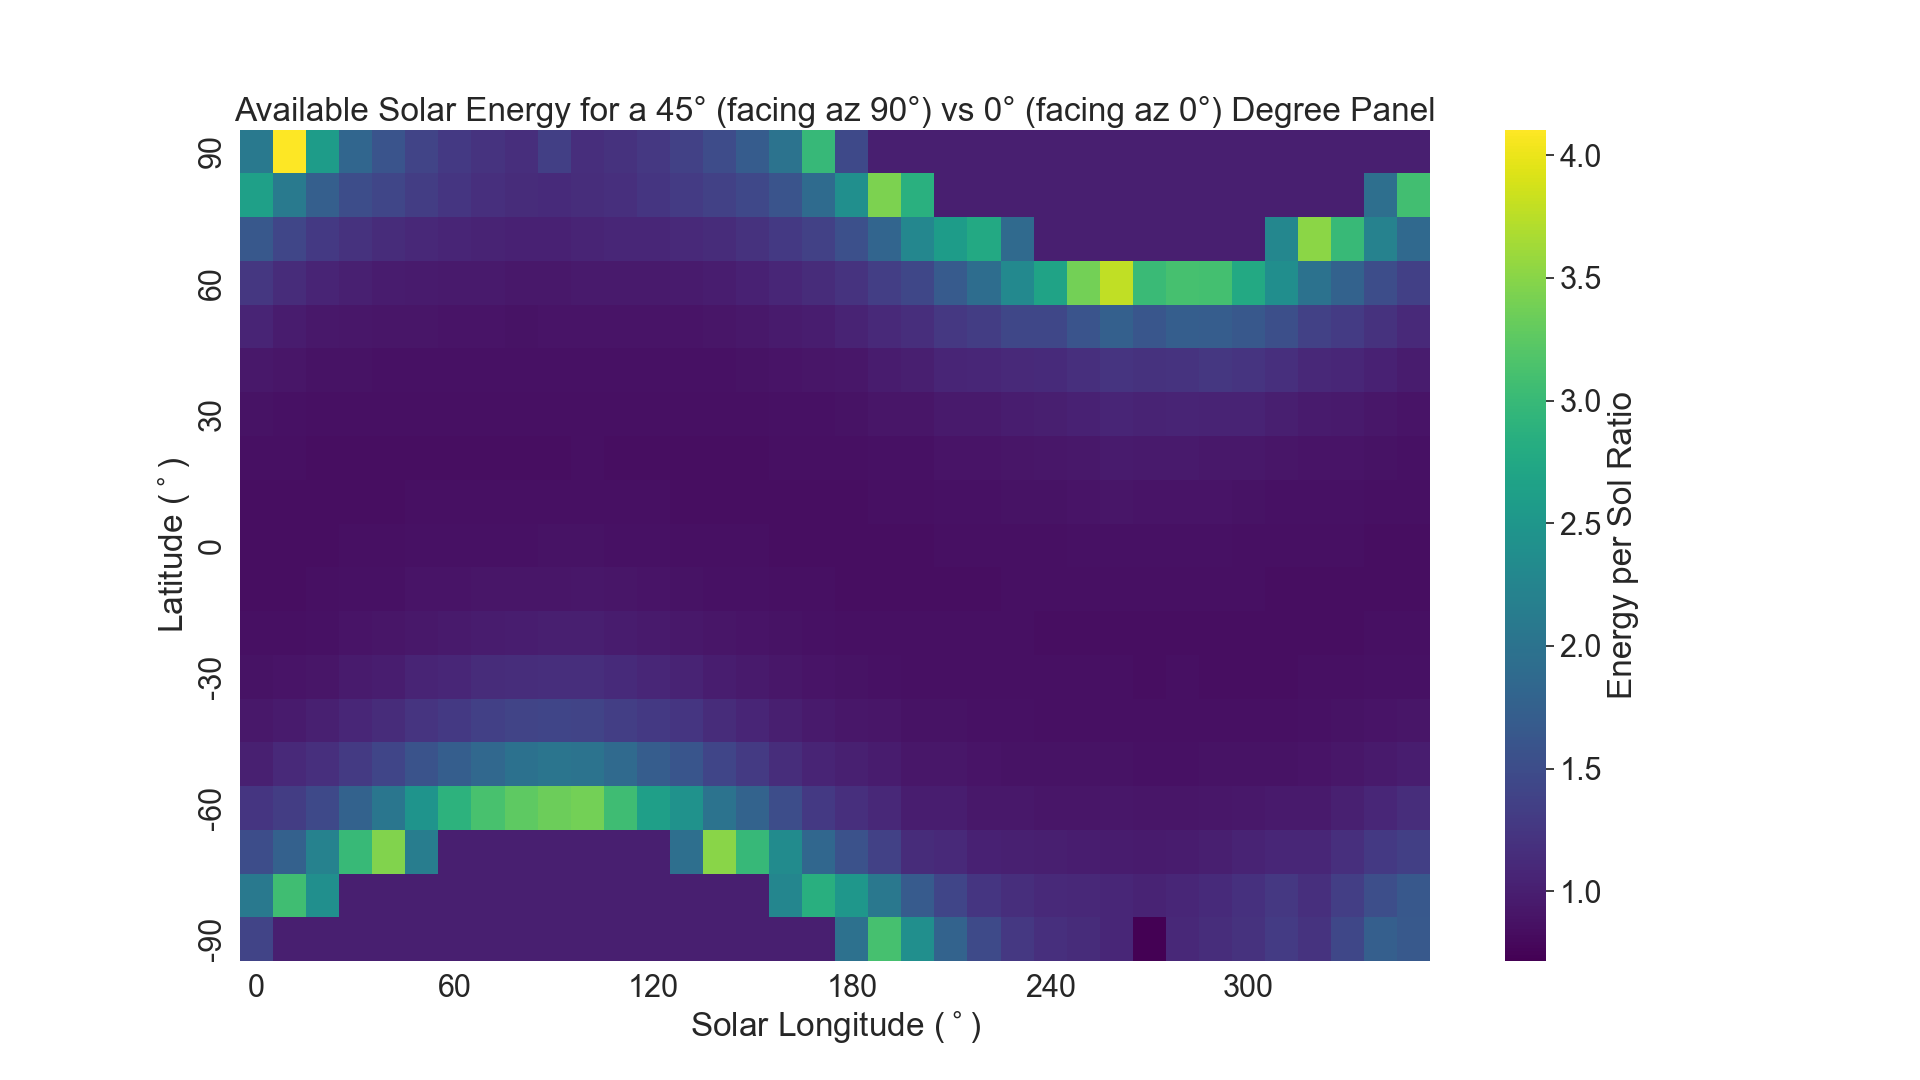 Available Solar Energy for a 45° (facing az 90°) vs 0° (facing az 0°) Degree Panel
90
60
30
0
-30
-60
-90
Latitude (°)
0 60 120 180 240 300
Solar Longitude (°)
4.0
3.5
3.0
2.5
2.0
1.5
1.0
Energy per Sol Ratio